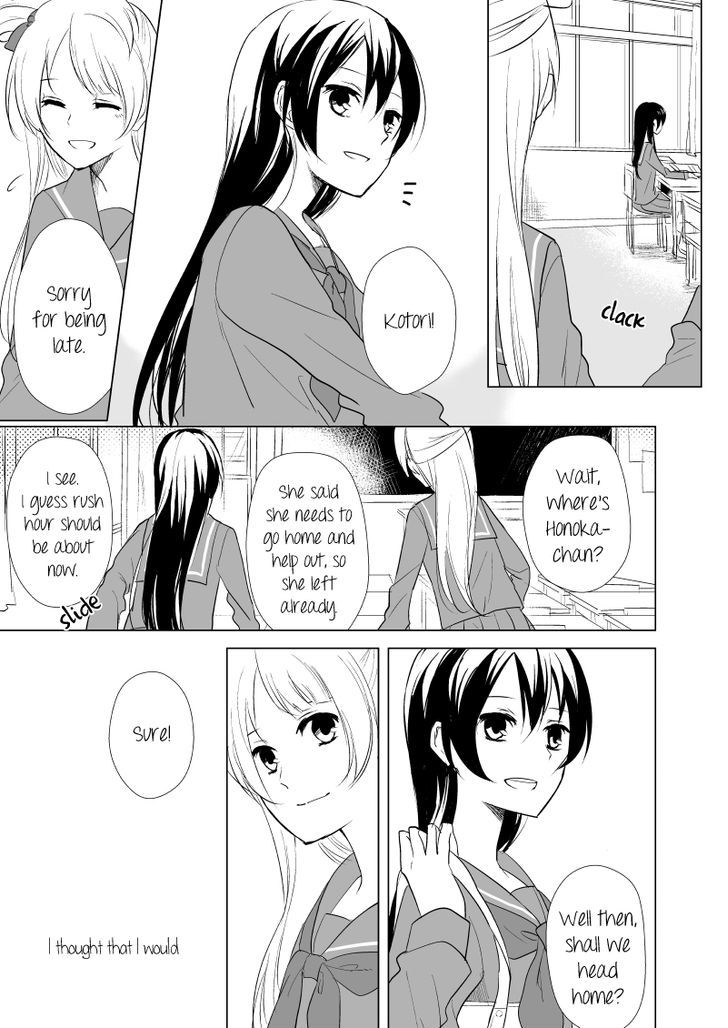 clack
Kotori!
Sorry
for being
late.
Wait,
where's
Honoka-
chan?
She said
she needs to
go home and
help out, so
she left
already.
I see.
I guess rush
hour should
be about
now.
slide
Well then,
shall we
head
home?
Sure!
I thought that I would